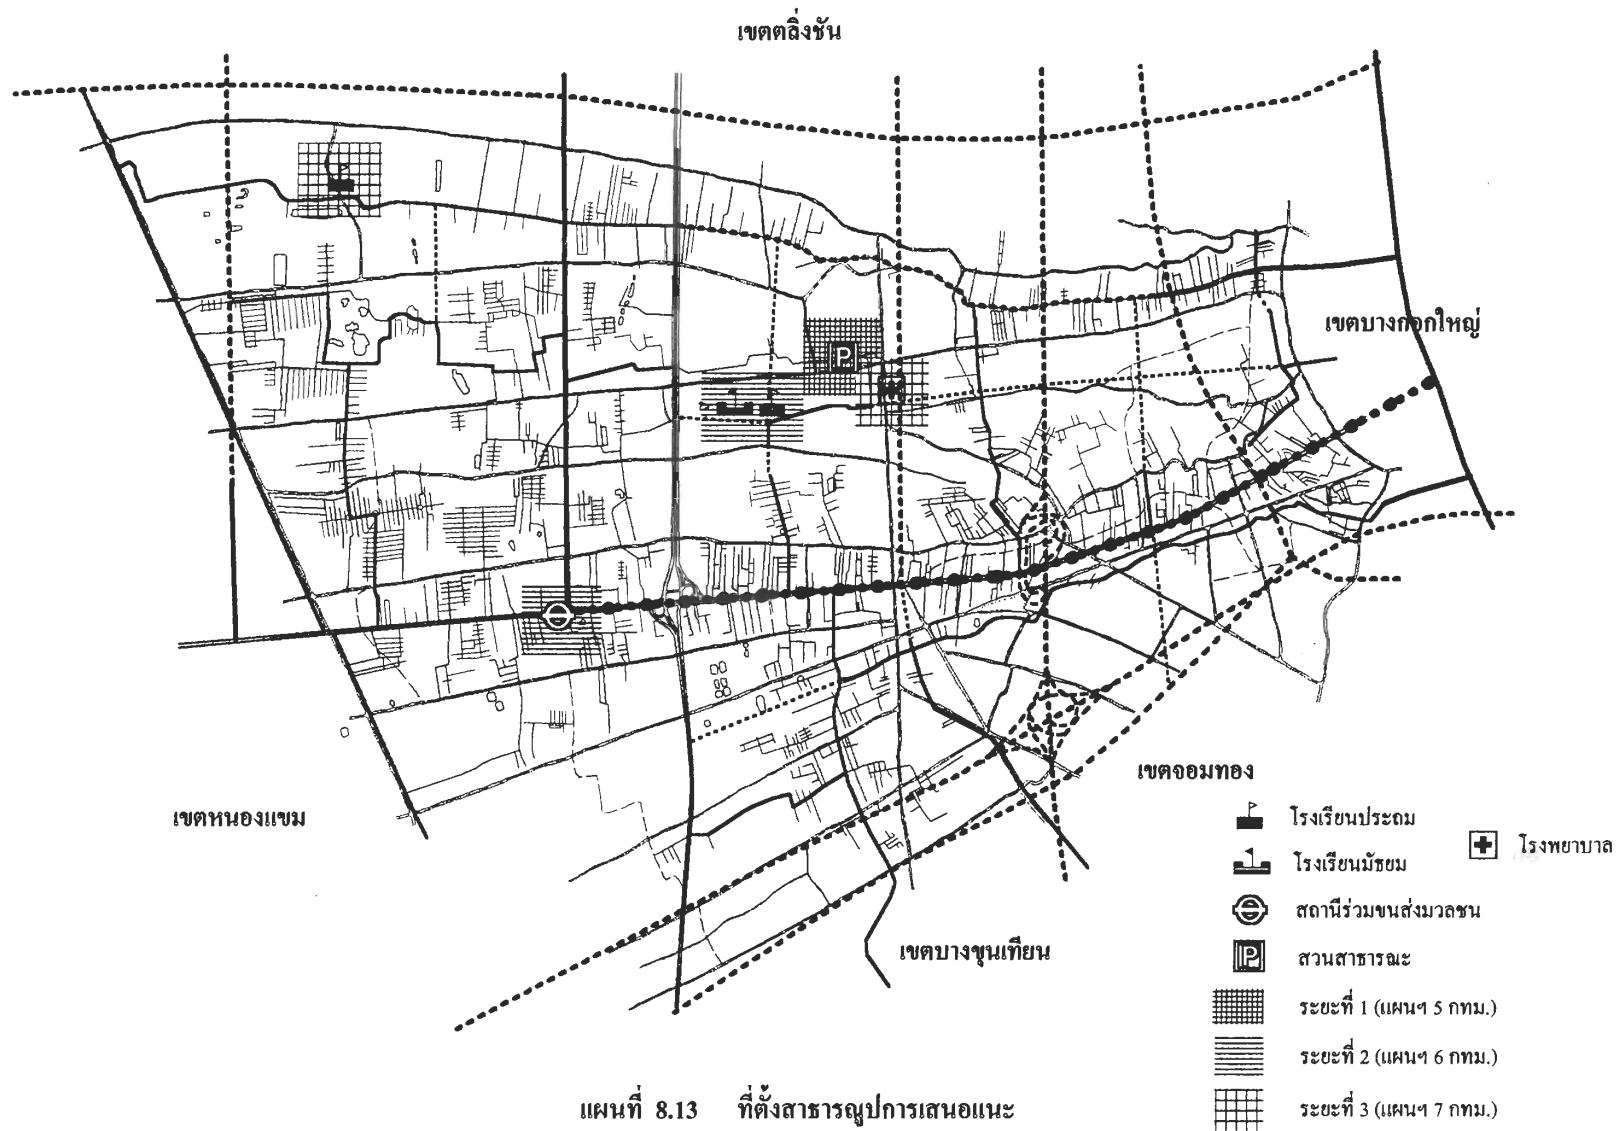 เขตตลิ่งชัน
เขตบางกอกใหญ่
P
เขตจอมทอง
เขตหนองแขม
โรงเรียนประถม
โรงพยาบาล
โรงเรียนมัธยม
สถานีร่วมขนส่งมวลชน
เขตบางขุนเทียน
P สวนสาธารณะ
ระยะที่ 1 (แผนฯ 5 กทม.)
ระยะที่ 2 (แผนฯ 6 กทม.)
ระยะที่ 3 (แผนฯ 7 กทม.)
แผนที่ 8.13 ที่ตั้งสาธารณูปการเสนอแนะ